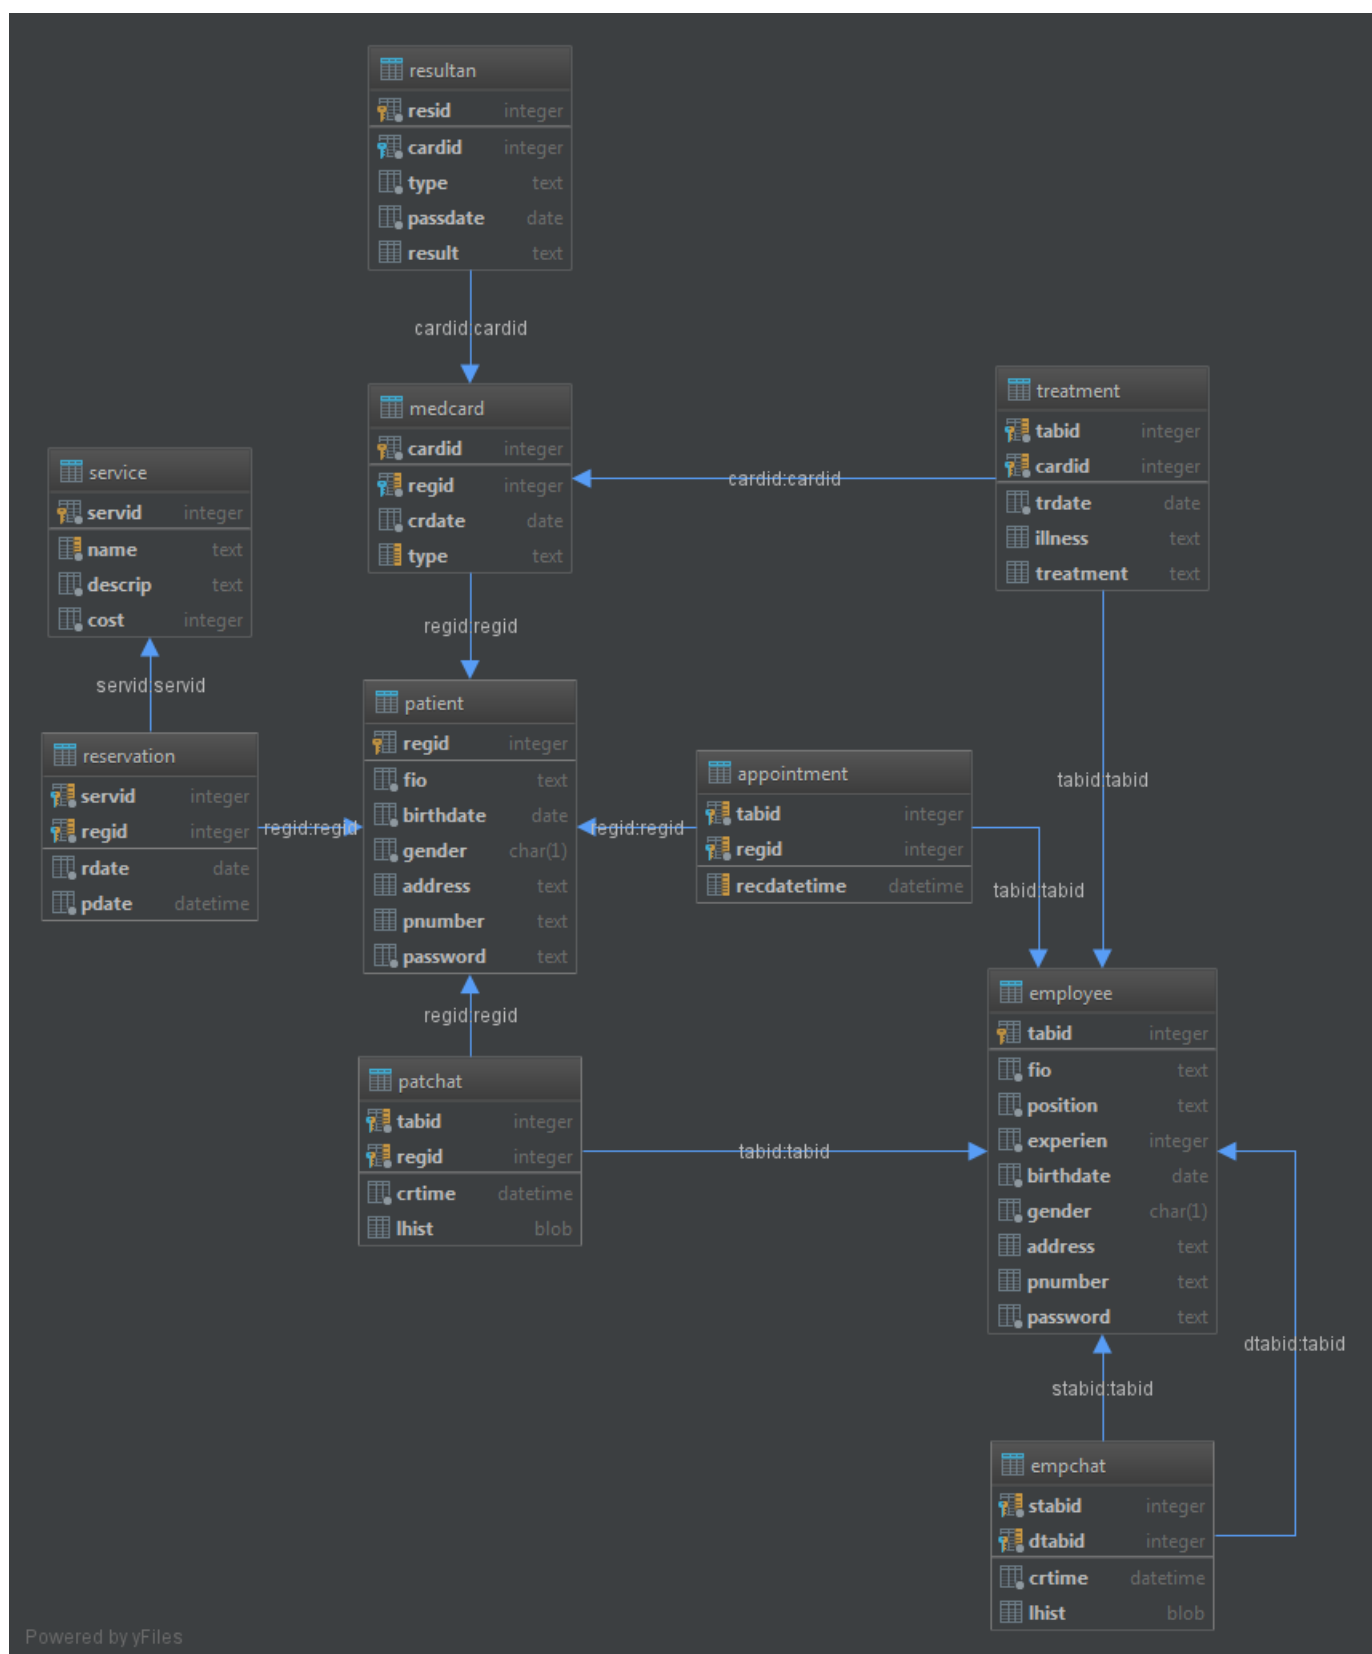 resultan
resid integer
cardid integer
type text
passdate date
result text
cardid:cardid
medcard
cardid integer
regid integer
crdate date
type text
cardid:cardid
treatment
tabid integer
cardid integer
trdate date
illness text
treatment text
service
servid integer
name text
descrip text
cost integer
servid:servid
regid:regid
reservation
servid integer
regid integer
rdate date
pdate datetime
regid:regid
patient
regid integer
fio text
birthdate date
gender char(1)
address text
pnumber text
password text
regid:regid
appointment
tabid integer
regid integer
recdatetime datetime
tabid:tabid
tabid:tabid
regid:regid
patchat
tabid integer
regid integer
crtime datetime
lhist blob
tabid:tabid
employee
tabid integer
fio text
position text
experien integer
birthdate date
gender char(1)
address text
pnumber text
password text
dtabid:tabid
stabid:tabid
empchat
stabid integer
dtabid integer
crtime datetime
lhist blob
Powered by yFiles